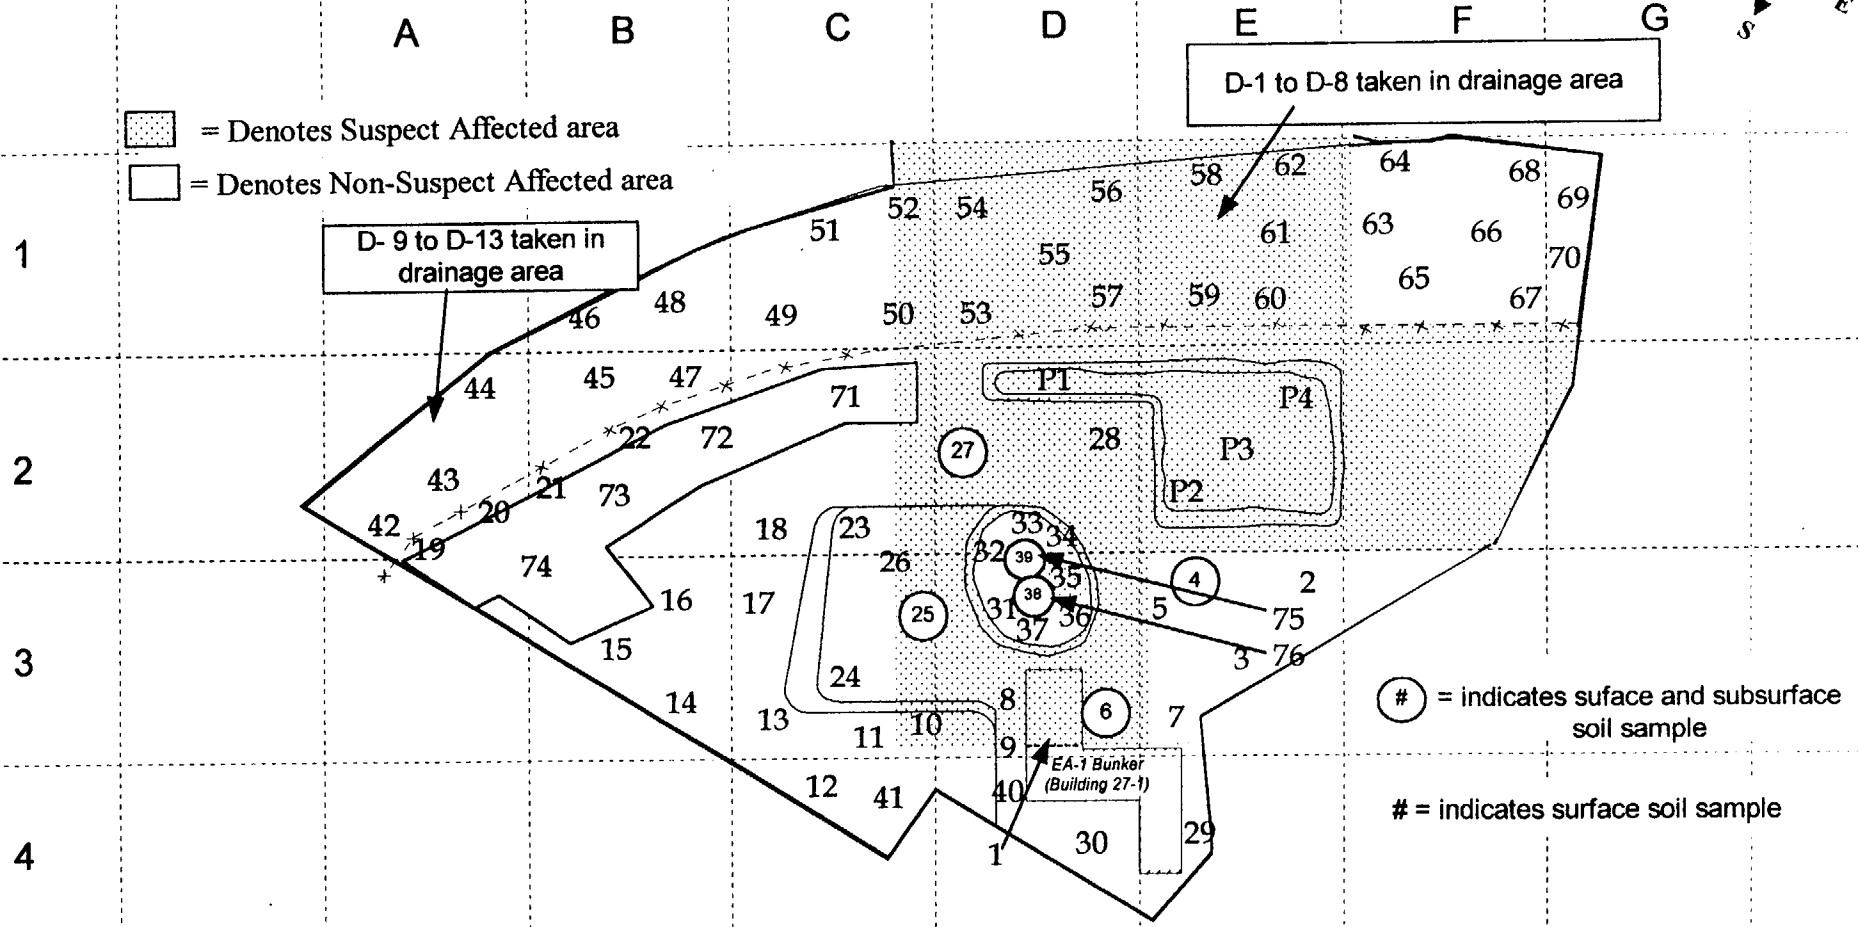 A B C D E F G
S E
D-1 to D-8 taken in drainage area
= Denotes Suspect Affected area
= Denotes Non-Suspect Affected area
D- 9 to D-13 taken in
drainage area
1
58 62 64 68
56 69
52 54
51 61 63 66
55 70
65
48 57 59 60 67
46 49 50 53
44 45 47 71 P1 P4
22 72 27 28 P3
2
43 21 73 P2
42 20 18 23 33 34
19 74 26 32 39 35 4 2
16 17 25 31 38 36 5 75
37
3
15 24 3 76
14 13 11 10 8 6 7
9
# = indicates suface and subsurface
soil sample
EA-1 Bunker
(Building 27-1)
12 41 40
# = indicates surface soil sample
4
1 30 29